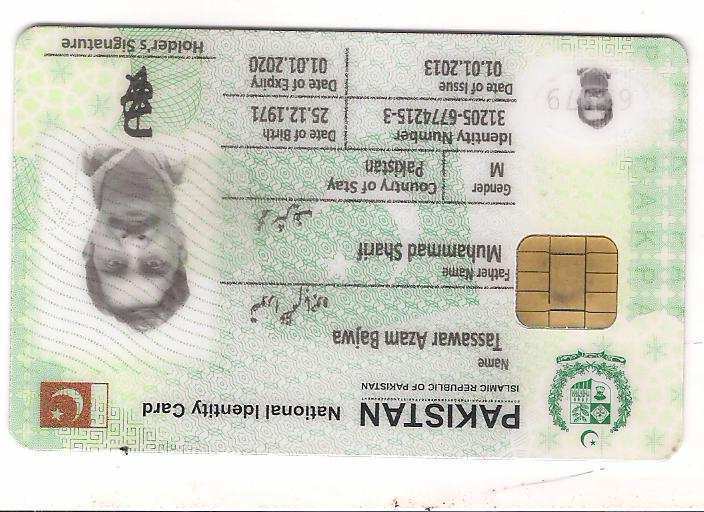 PAKISTAN National Identity Card
ISLAMIC REPUBLIC OF PAKISTAN
Name
Tassawar Azam Bajwa
Father Name
Muhammad Sharif
Gender
M
Country of Stay
Pakistan
Identity Number
31205-6774215-3
Date of Birth
25.12.1971
Date of Issue
01.01.2013
Date of Expiry
01.01.2020
Holder's Signature